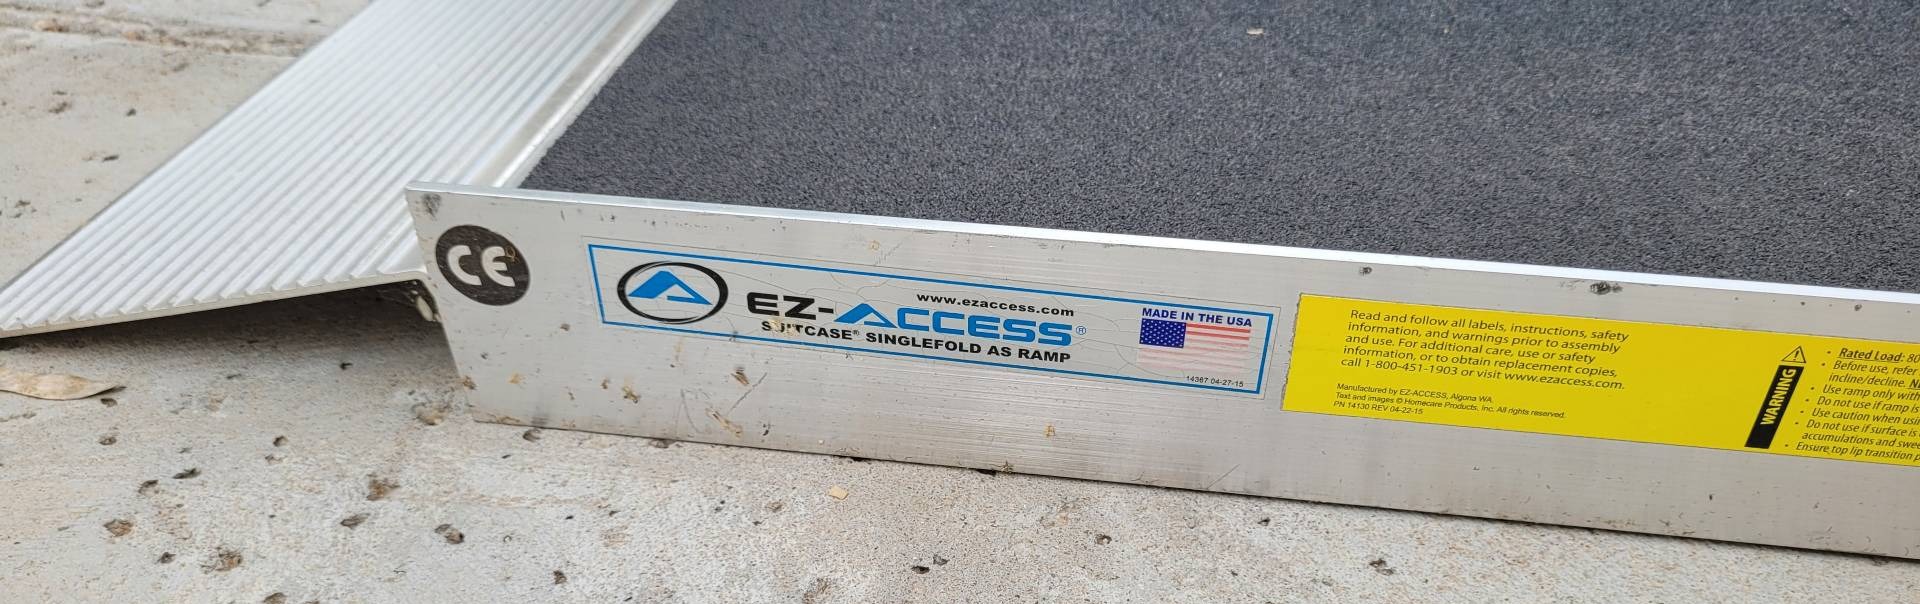 CE
www.ezaccess.com
EZ-ACCESS®
SUITCASE® SINGLEFOLD AS RAMP
MADE IN THE USA
14367 04-27-15
Read and follow all labels, instructions, safety
information, and warnings prior to assembly
and use. For additional care, use or safety
information, or to obtain replacement copies,
call 1-800-451-1903 or visit www.ezaccess.com.
Manufactured by EZ-ACCESS, Algona WA.
Text and images © Homecare Products, Inc. All rights reserved.
PN 14130 REV 04-22-15
WARNING
• Rated Load: 80
• Before use, refer
incline/decline.
• Use ramp only with
• Do not use if ramp is
• Use caution when usi
• Do not use if surface is
accumulations and swee
• Ensure top lip transition p